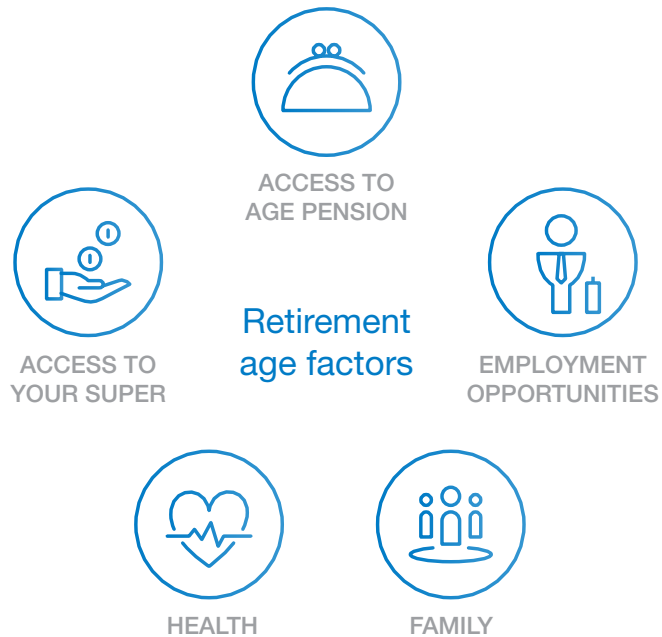 ACCESS TO
AGE PENSION
ACCESS TO
YOUR SUPER
Retirement
age factors
EMPLOYMENT
OPPORTUNITIES
HEALTH
FAMILY